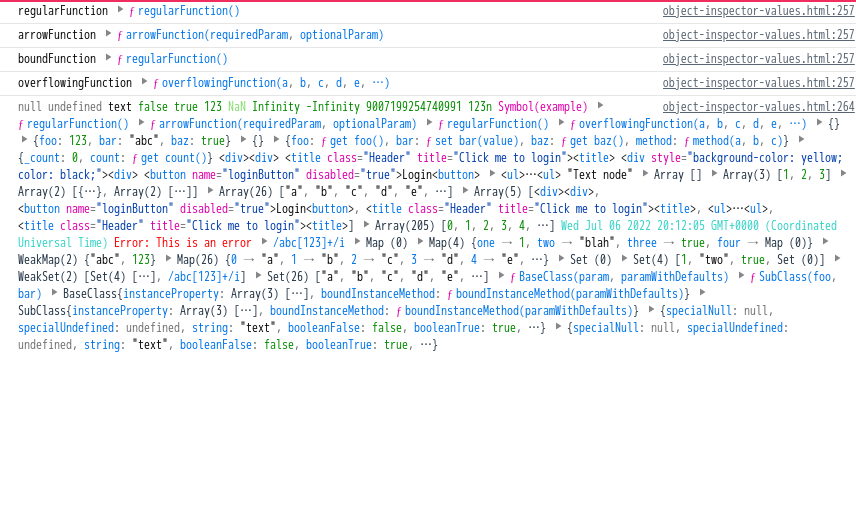 regularFunction ▶ ƒ regularFunction() object-inspector-values.html:257
arrowFunction ▶ ƒ arrowFunction(requiredParam, optionalParam) object-inspector-values.html:257
boundFunction ▶ ƒ regularFunction() object-inspector-values.html:257
overflowingFunction ▶ ƒ overflowingFunction(a, b, c, d, e, …) object-inspector-values.html:257
null undefined text false true 123 NaN Infinity -Infinity 9007199254740991 123n Symbol(example) ▶ object-inspector-values.html:264
ƒ regularFunction() ▶ ƒ arrowFunction(requiredParam, optionalParam) ▶ ƒ regularFunction() ▶ ƒ overflowingFunction(a, b, c, d, e, …) ▶ {}
▶ {foo: 123, bar: "abc", baz: true} ▶ {} ▶ {foo: ƒ get foo(), bar: ƒ set bar(value), baz: ƒ get baz(), method: ƒ method(a, b, c)} ▶
{_count: 0, count: ƒ get count()} <div><div> <title class="Header" title="Click me to login"><title> <div style="background-color: yellow;
color: black;"><div> <button name="loginButton" disabled="true">Login<button> ▶ <ul>…<ul> "Text node" ▶ Array [] ▶ Array(3) [1, 2, 3] ▶
Array(2) [{…}, Array(2) […]] ▶ Array(26) ["a", "b", "c", "d", "e", …] ▶ Array(5) [<div><div>,
<button name="loginButton" disabled="true">Login<button>, <title class="Header" title="Click me to login"><title>, <ul>…<ul>,
<title class="Header" title="Click me to login"><title>] ▶ Array(205) [0, 1, 2, 3, 4, …] Wed Jul 06 2022 20:12:05 GMT+0000 (Coordinated
Universal Time) Error: This is an error ▶ /abc[123]+/i ▶ Map (0) ▶ Map(4) {one → 1, two → "blah", three → true, four → Map (0)} ▶
WeakMap(2) {"abc", 123} ▶ Map(26) {0 → "a", 1 → "b", 2 → "c", 3 → "d", 4 → "e", …} ▶ Set (0) ▶ Set(4) [1, "two", true, Set (0)] ▶
WeakSet(2) [Set(4) […], /abc[123]+/i] ▶ Set(26) ["a", "b", "c", "d", "e", …] ▶ ƒ BaseClass(param, paramWithDefaults) ▶ ƒ SubClass(foo,
bar) ▶ BaseClass{instanceProperty: Array(3) […], boundInstanceMethod: ƒ boundInstanceMethod(paramWithDefaults)} ▶
SubClass{instanceProperty: Array(3) […], boundInstanceMethod: ƒ boundInstanceMethod(paramWithDefaults)} ▶ {specialNull: null,
specialUndefined: undefined, string: "text", booleanFalse: false, booleanTrue: true, …} ▶ {specialNull: null, specialUndefined:
undefined, string: "text", booleanFalse: false, booleanTrue: true, …}